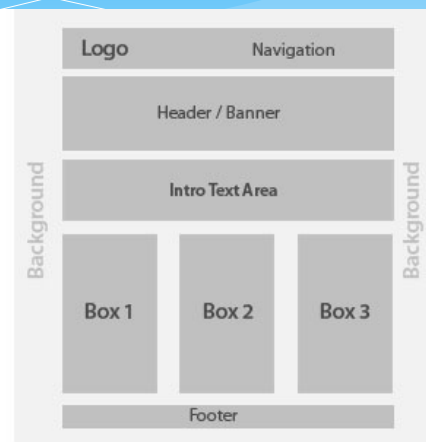 Logo
Navigation
Header / Banner
Background
Background
Intro Text Area
Box 1
Box 2
Box 3
Footer